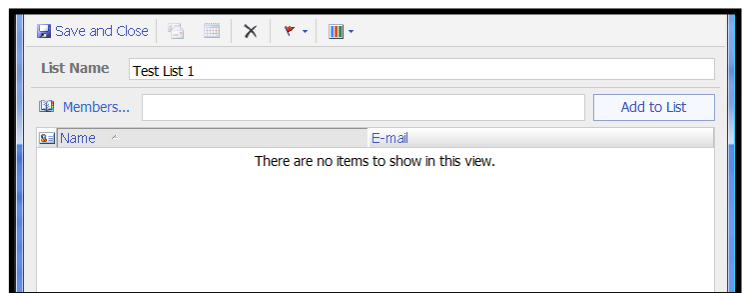 Save and Close
List Name Test List 1
Members... Add to List
Name E-mail
There are no items to show in this view.